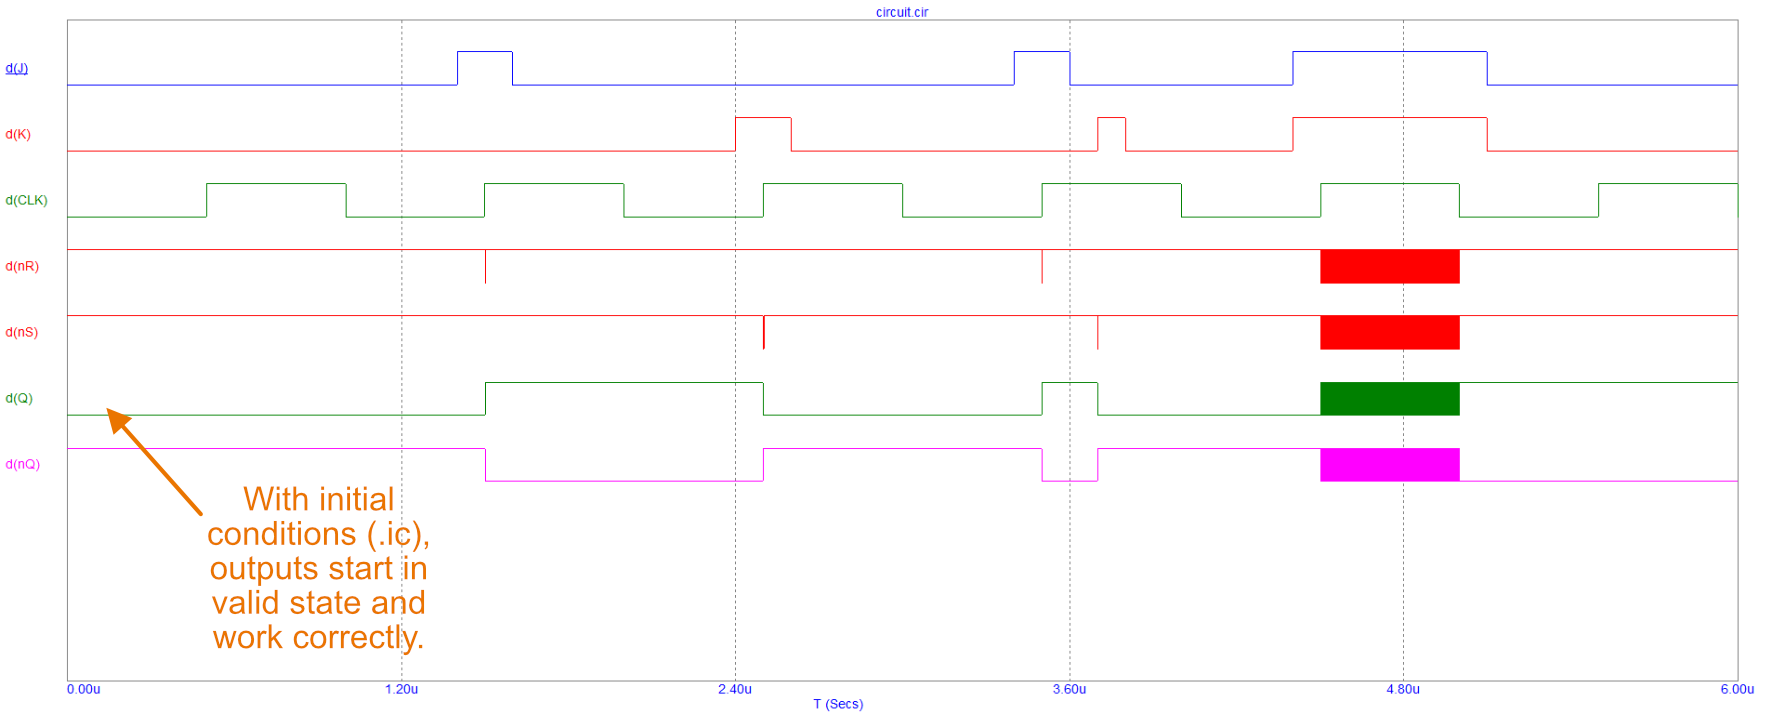 circuit.cir
d(J)
d(K)
d(CLK)
d(nR)
d(nS)
d(Q)
d(nQ)
With initial
conditions (.ic),
outputs start in
valid state and
work correctly.
0.00u 1.20u 2.40u 3.60u 4.80u 6.00u
T (Secs)